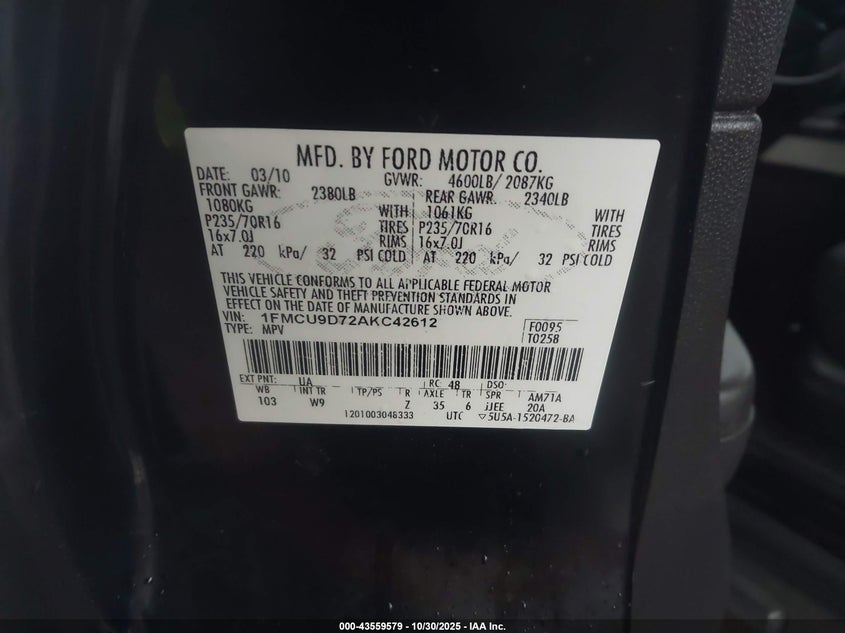 MFD. BY FORD MOTOR CO.
DATE: 03/10 GVWR: 4600LB/ 2087KG
FRONT GAWR: 2380LB REAR GAWR: 2340LB
1080KG WITH 1061KG WITH
P235/70R16 TIRES P235/70R16 TIRES
16x7.0J RIMS 16x7.0J RIMS
AT 220 kPa/ 32 PSI COLD AT 220 kPa/ 32 PSI COLD
THIS VEHICLE CONFORMS TO ALL APPLICABLE FEDERAL MOTOR
VEHICLE SAFETY AND THEFT PREVENTION STANDARDS IN
EFFECT ON THE DATE OF MANUFACTURE SHOWN ABOVE.
VIN: 1FMCU9D72AKC42612
TYPE: MPV
F0095
T0258
EXT PNT: UA RC: 48 DSO:
WB INT TR TP/PS R AXLE TR SPR AM71A
103 W9 Z 35 6 JJEE 20A
1201003048333 UTC ▽5U5A-1520472-BA
000-43559579 - 10/30/2025 - IAA Inc.